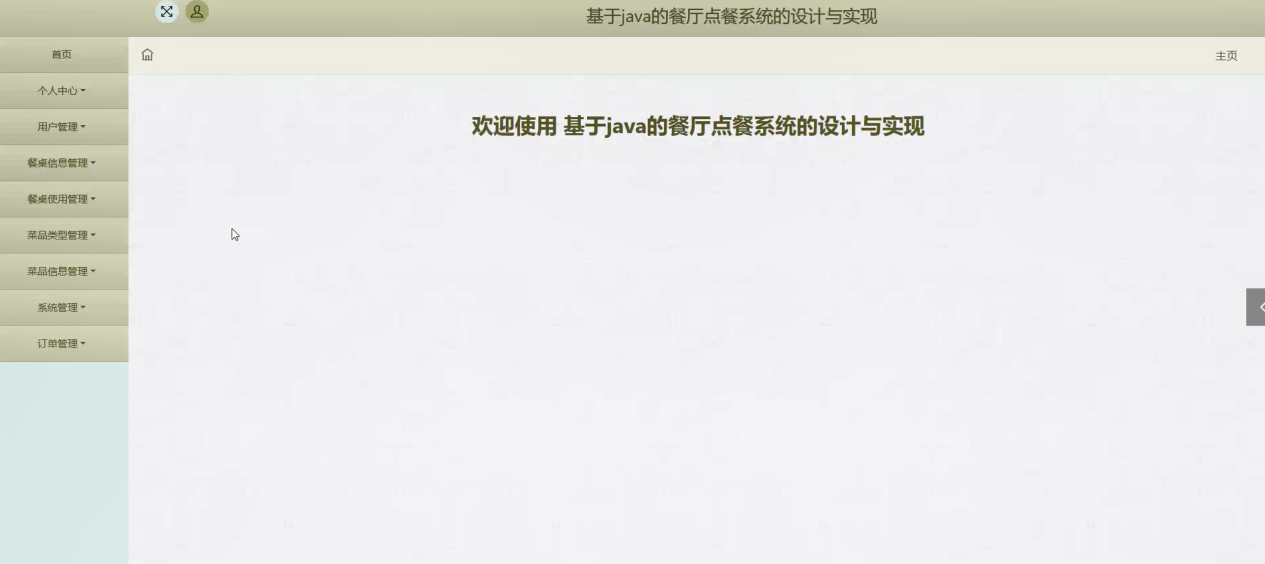 基于java的餐厅点餐系统的设计与实现
首页
主页
个人中心
用户管理
餐桌信息管理
餐桌使用管理
菜品类型管理
菜品信息管理
系统管理
订单管理
欢迎使用 基于java的餐厅点餐系统的设计与实现